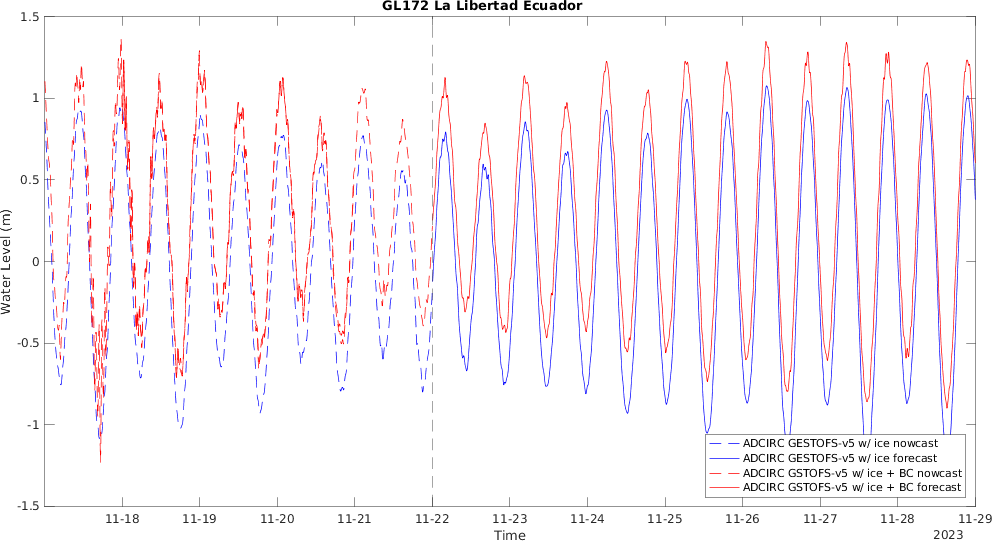 GL172 La Libertad Ecuador
1.5
1
0.5
0
-0.5
-1
-1.5
Water Level (m)
ADCIRC GESTOFS-v5 w/ ice nowcast
ADCIRC GESTOFS-v5 w/ ice forecast
ADCIRC GSTOFS-v5 w/ ice + BC nowcast
ADCIRC GSTOFS-v5 w/ ice + BC forecast
11-18 11-19 11-20 11-21 11-22 11-23 11-24 11-25 11-26 11-27 11-28 11-29
Time
2023